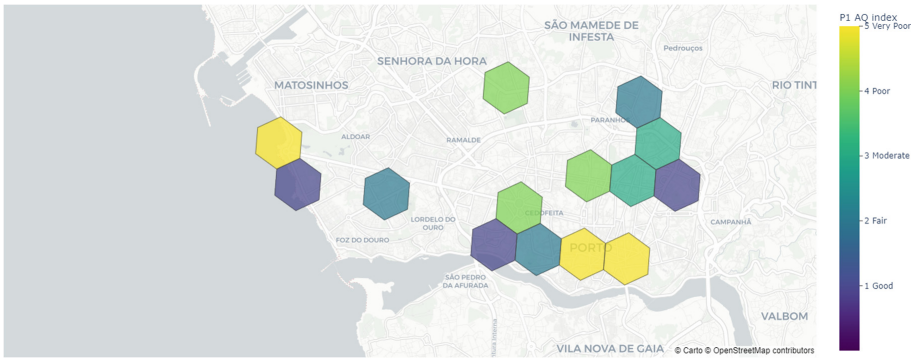 P1 AQ index
5 Very Poor
4 Poor
3 Moderate
2 Fair
1 Good
SÃO MAMEDE DE
INFESTA
Pedrouços
SENHORA DA HORA
MATOSINHOS
RIO TINT
PARANHOS
ALDOAR
RAMALDE
CEDOFEITA
LORDELO DO
OURO
CAMPANHÃ
FOZ DO DOURO
PORTO
SÃO PEDRO
DA AFURADA
VALBOM
VILA NOVA DE GAIA
© Carto © OpenStreetMap contributors